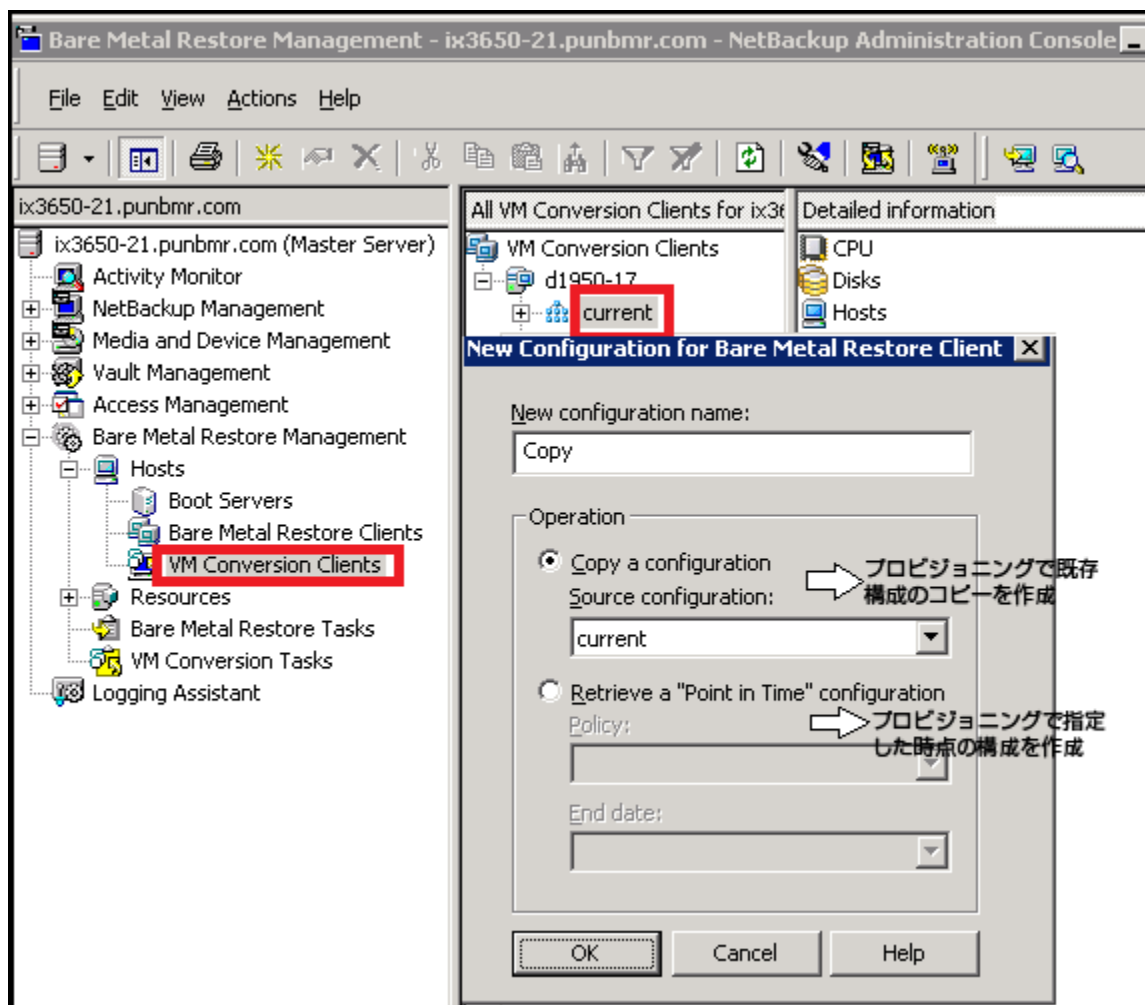 Bare Metal Restore Management - ix3650-21.punbmr.com - NetBackup Administration Console
File Edit View Actions Help
ix3650-21.punbmr.com
ix3650-21.punbmr.com (Master Server)
Activity Monitor
NetBackup Management
Media and Device Management
Vault Management
Access Management
Bare Metal Restore Management
Hosts
Boot Servers
Bare Metal Restore Clients
VM Conversion Clients
Resources
Bare Metal Restore Tasks
VM Conversion Tasks
Logging Assistant
All VM Conversion Clients for ix36
VM Conversion Clients
d1950-17
current
Detailed information
CPU
Disks
Hosts
New Configuration for Bare Metal Restore Client
New configuration name:
Copy
Operation
Copy a configuration
Source configuration:
current
プロビジョニングで既存
構成のコピーを作成
Retrieve a "Point in Time" configuration
Policy:
プロビジョニングで指定
した時点の構成を作成
End date:
OK Cancel Help